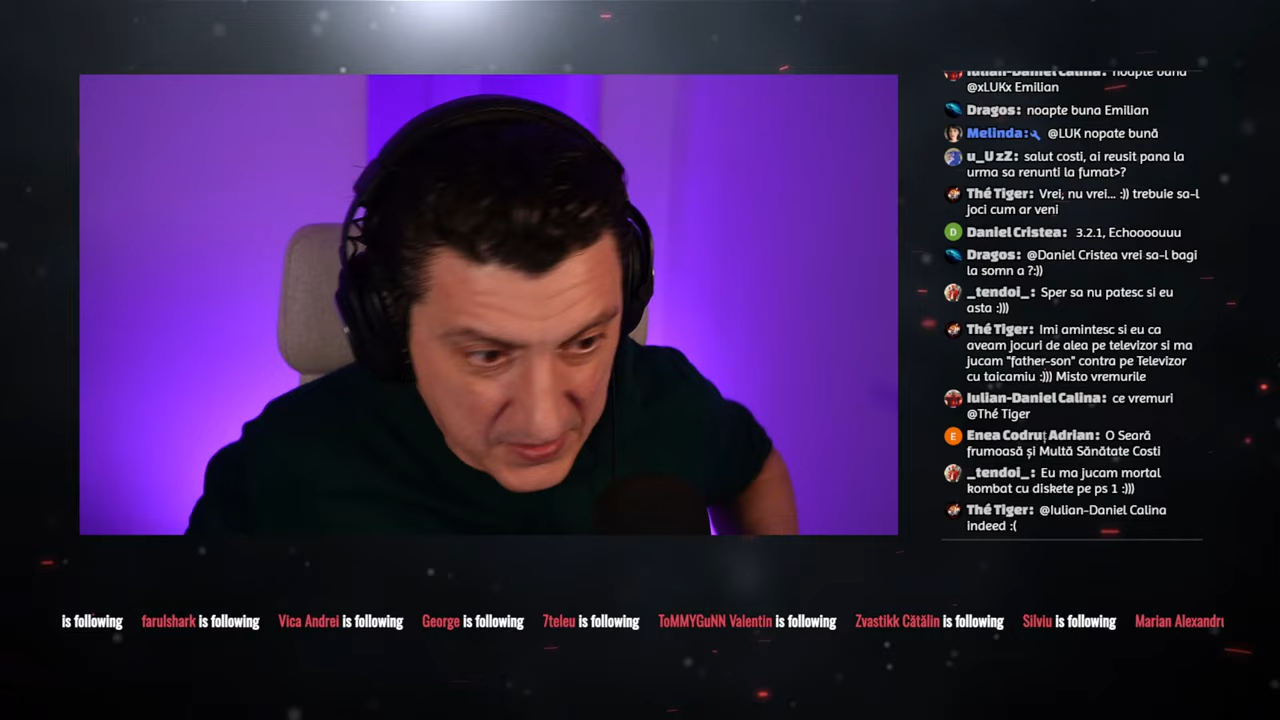 Iulian-Daniel Calina: noapte buna
@xLUKx Emilian
Dragos: noapte buna Emilian
Melinda: @LUK nopate bună
u_U zZ: salut costi, ai reusit pana la
urma sa renunti la fumat>?
Thé Tiger: Vrei, nu vrei... :)) trebuie sa-l
joci cum ar veni
D Daniel Cristea: 3.2.1, Echoooouuu
Dragos: @Daniel Cristea vrei sa-l bagi
la somn a ?:))
_tendoi_: Sper sa nu patesc si eu
asta :)))
Thé Tiger: Imi amintesc si eu ca
aveam jocuri de alea pe televizor si ma
jucam "father-son" contra pe Televizor
cu taicamiu :))) Misto vremurile
Iulian-Daniel Calina: ce vremuri
@Thé Tiger
E Enea Codruț Adrian: O Seară
frumoasă și Multă Sănătate Costi
_tendoi_: Eu ma jucam mortal
kombat cu diskete pe ps 1 :)))
Thé Tiger: @Iulian-Daniel Calina
indeed :(
is following farulshark is following Vica Andrei is following George is following 7teleu is following ToMMYGuNN Valentin is following Zvastikk Cătălin is following Silviu is following Marian Alexandru